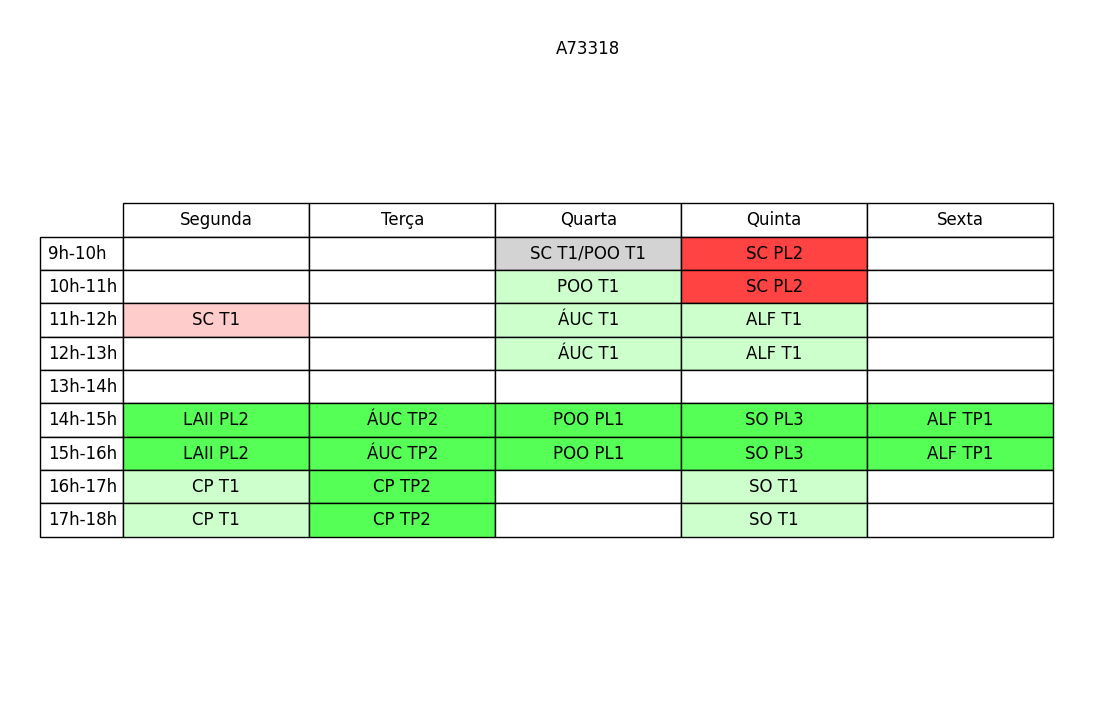 A73318
Segunda Terça Quarta Quinta Sexta
9h-10h SC T1/POO T1 SC PL2
10h-11h POO T1 SC PL2
11h-12h SC T1 ÁUC T1 ALF T1
12h-13h ÁUC T1 ALF T1
13h-14h
14h-15h LAII PL2 ÁUC TP2 POO PL1 SO PL3 ALF TP1
15h-16h LAII PL2 ÁUC TP2 POO PL1 SO PL3 ALF TP1
16h-17h CP T1 CP TP2 SO T1
17h-18h CP T1 CP TP2 SO T1